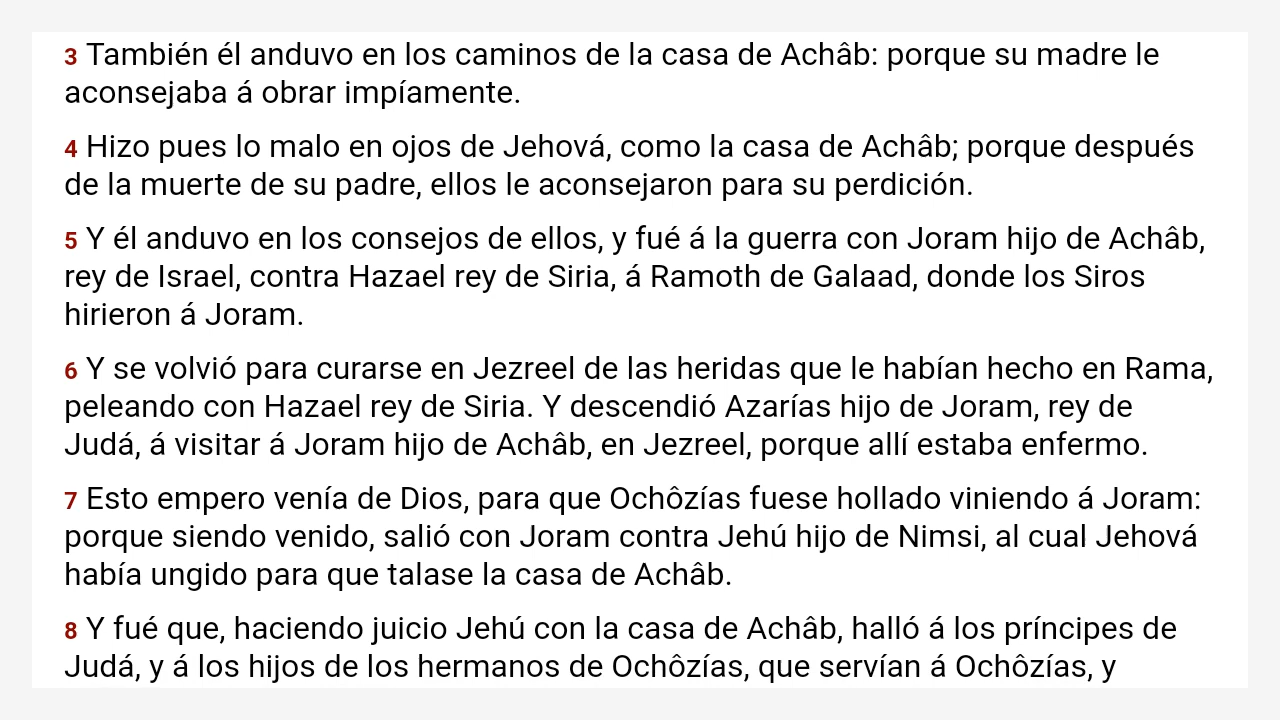 3 También él anduvo en los caminos de la casa de Achâb: porque su madre le
aconsejaba á obrar impíamente.
4 Hizo pues lo malo en ojos de Jehová, como la casa de Achâb; porque después
de la muerte de su padre, ellos le aconsejaron para su perdición.
5 Y él anduvo en los consejos de ellos, y fué á la guerra con Joram hijo de Achâb,
rey de Israel, contra Hazael rey de Siria, á Ramoth de Galaad, donde los Siros
hirieron á Joram.
6 Y se volvió para curarse en Jezreel de las heridas que le habían hecho en Rama,
peleando con Hazael rey de Siria. Y descendió Azarías hijo de Joram, rey de
Judá, á visitar á Joram hijo de Achâb, en Jezreel, porque allí estaba enfermo.
7 Esto empero venía de Dios, para que Ochôzías fuese hollado viniendo á Joram:
porque siendo venido, salió con Joram contra Jehú hijo de Nimsi, al cual Jehová
había ungido para que talase la casa de Achâb.
8 Y fué que, haciendo juicio Jehú con la casa de Achâb, halló á los príncipes de
Judá, y á los hijos de los hermanos de Ochôzías, que servían á Ochôzías, y